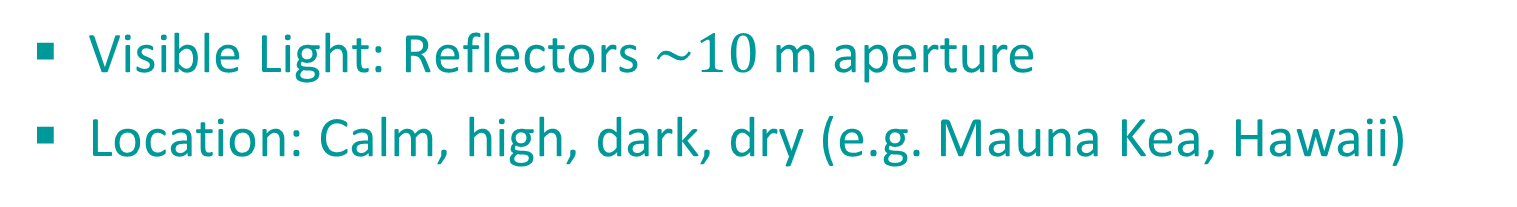 ▪ Visible Light: Reflectors ~10 m aperture
▪ Location: Calm, high, dark, dry (e.g. Mauna Kea, Hawaii)